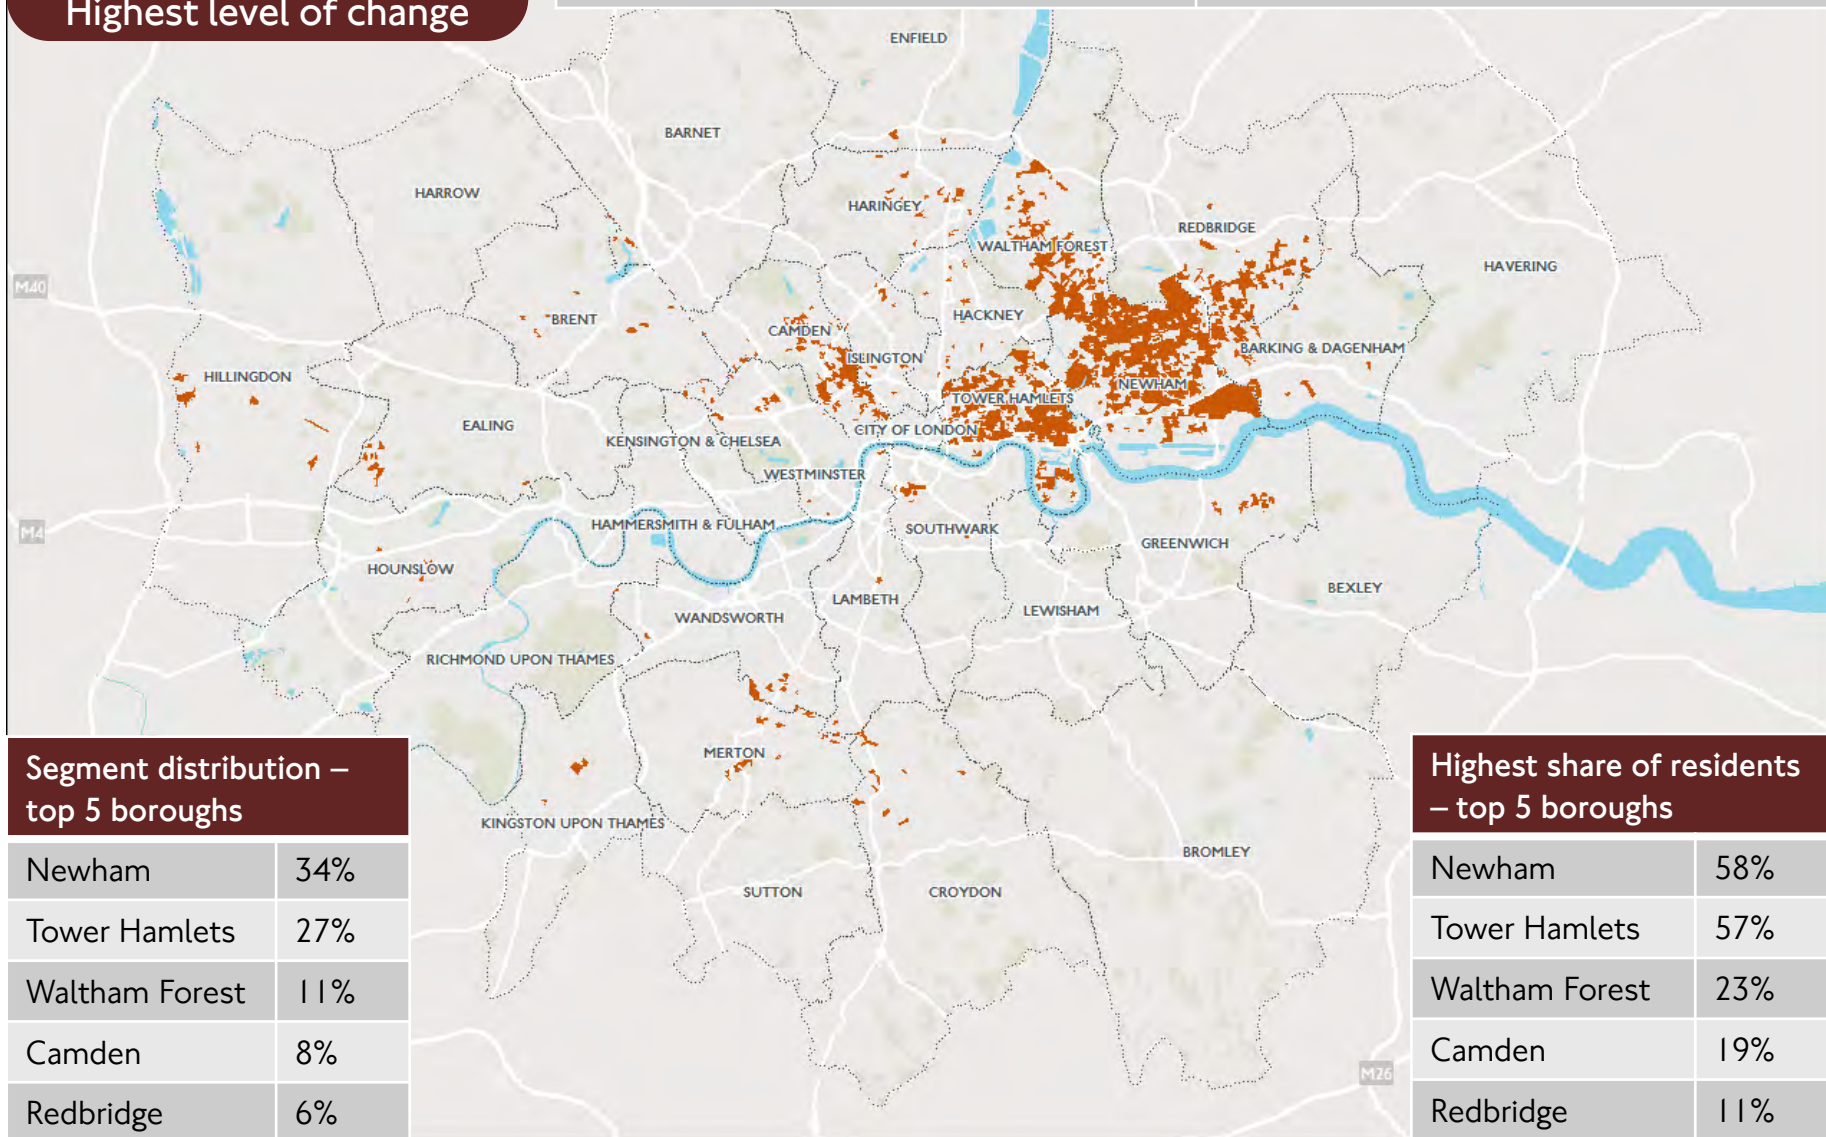 Highest level of change
ENFIELD
BARNET
HARROW
HARINGEY
REDBRIDGE
WALTHAM FOREST
HAVERING
M40
BRENT
HACKNEY
CAMDEN
ISLINGTON
BARKING & DAGENHAM
HILLINGDON
NEWHAM
TOWER HAMLETS
EALING
CITY OF LONDON
KENSINGTON & CHELSEA
WESTMINSTER
HAMMERSMITH & FULHAM
SOUTHWARK
M4
GREENWICH
HOUNSLOW
BEXLEY
LAMBETH
LEWISHAM
WANDSWORTH
RICHMOND UPON THAMES
MERTON
KINGSTON UPON THAMES
BROMLEY
SUTTON
CROYDON
M26
Segment distribution –
top 5 boroughs
Newham 34%
Tower Hamlets 27%
Waltham Forest 11%
Camden 8%
Redbridge 6%
Highest share of residents
– top 5 boroughs
Newham 58%
Tower Hamlets 57%
Waltham Forest 23%
Camden 19%
Redbridge 11%